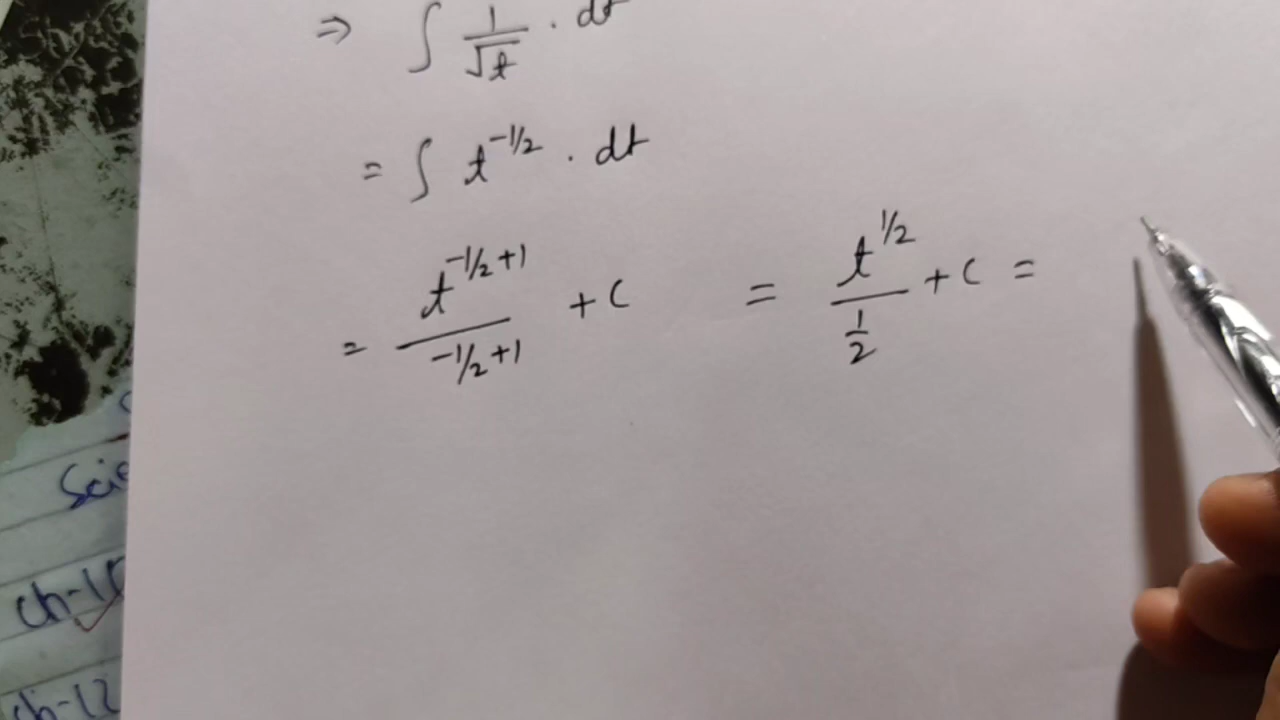 ⇒ ∫ 1/√t . dt
= ∫ t^-1/2 . dt
= t^-1/2+1 / -1/2+1 + C = t^1/2 / 1/2 + C =
Scie
ch-1
ch-12